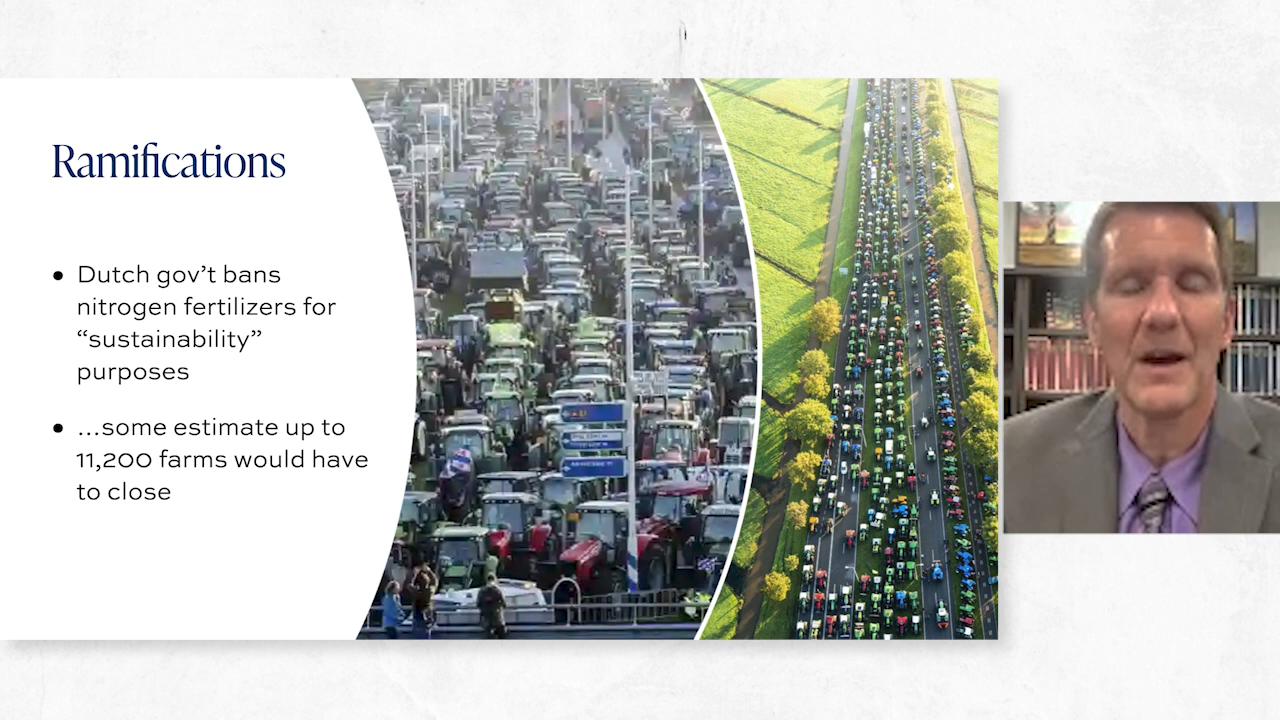 Ramifications
• Dutch gov’t bans
nitrogen fertilizers for
“sustainability”
purposes
• ...some estimate up to
11,200 farms would have
to close